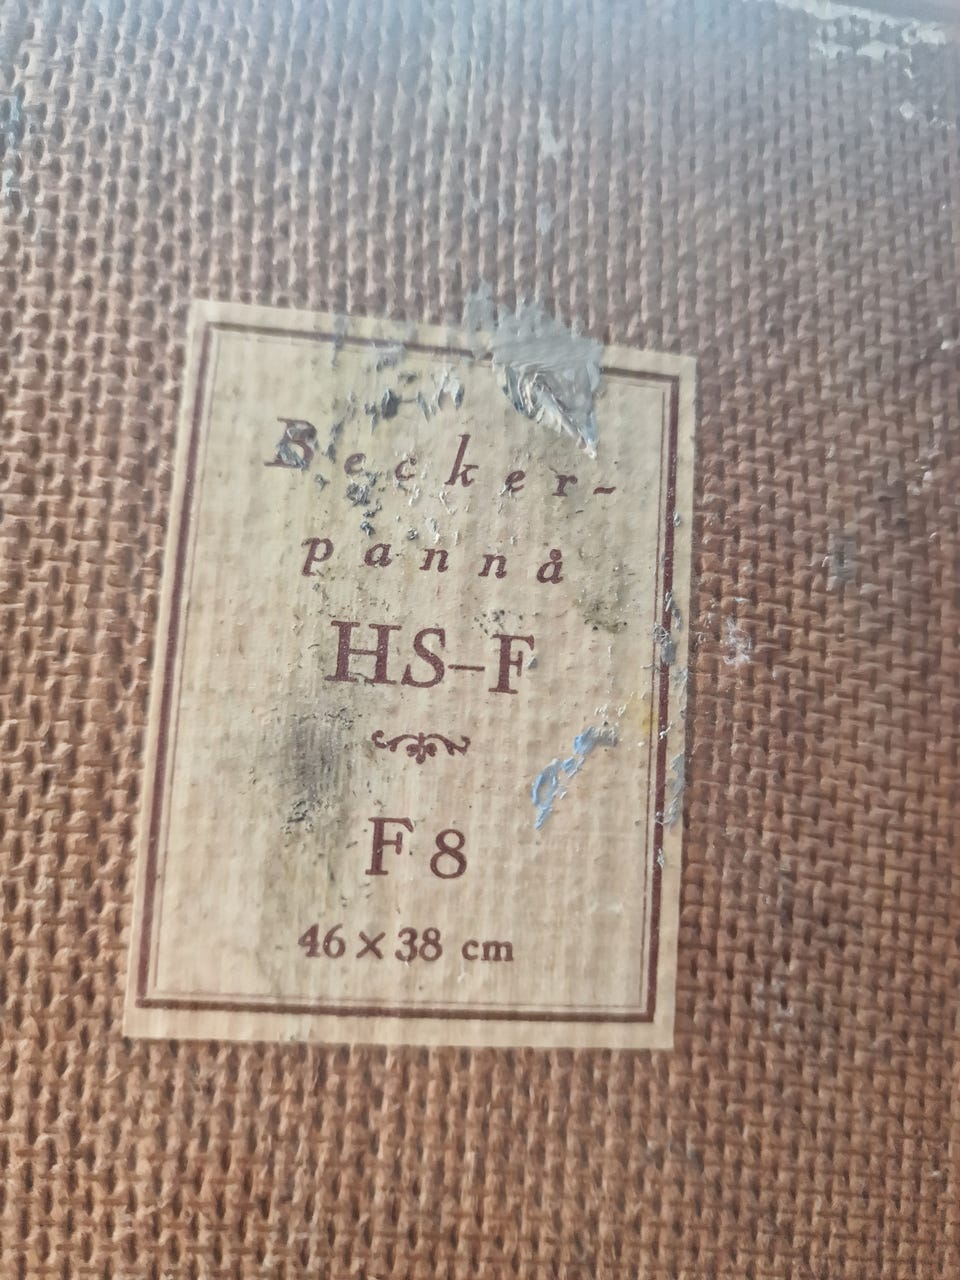 Becker-
pannå
HS–F
F 8
46 × 38 cm